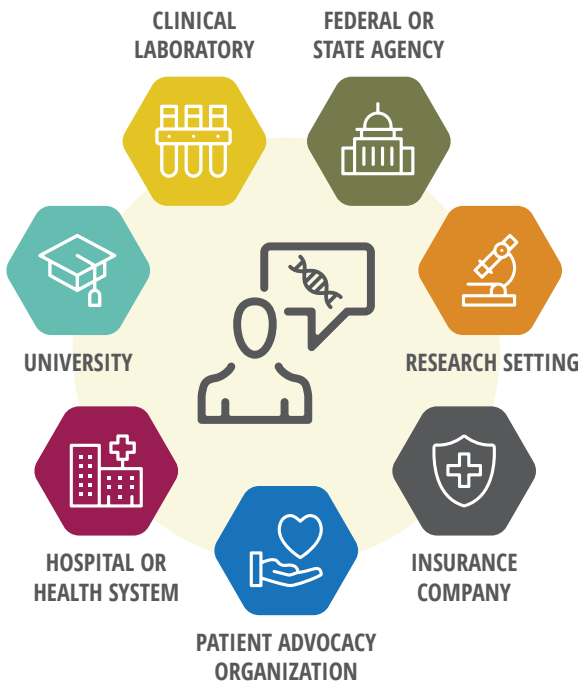 CLINICAL
LABORATORY
FEDERAL OR
STATE AGENCY
UNIVERSITY
RESEARCH SETTING
HOSPITAL OR
HEALTH SYSTEM
INSURANCE
COMPANY
PATIENT ADVOCACY
ORGANIZATION